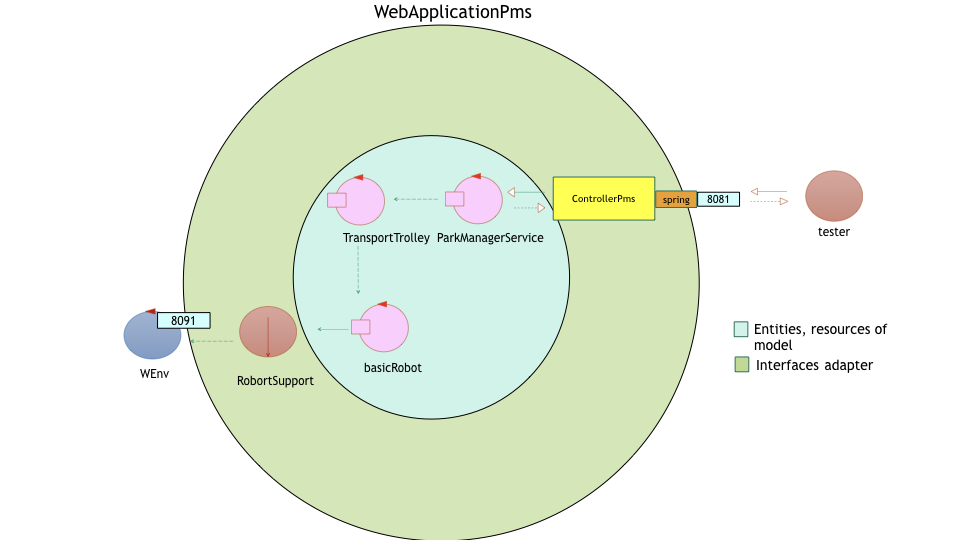 WebApplicationPms
ControllerPms
spring
8081
tester
TransportTrolley
ParkManagerService
8091
WEnv
RobortSupport
basicRobot
Entities, resources of
model
Interfaces adapter